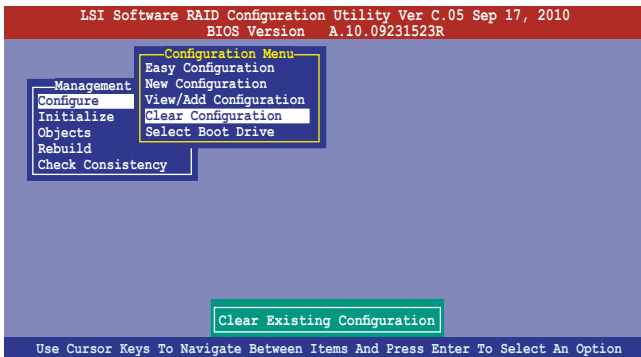 LSI Software RAID Configuration Utility Ver C.05 Sep 17, 2010
BIOS Version A.10.09231523R
Configuration Menu
Easy Configuration
New Configuration
View/Add Configuration
Clear Configuration
Select Boot Drive
Management
Configure
Initialize
Objects
Rebuild
Check Consistency
Clear Existing Configuration
Use Cursor Keys To Navigate Between Items And Press Enter To Select An Option